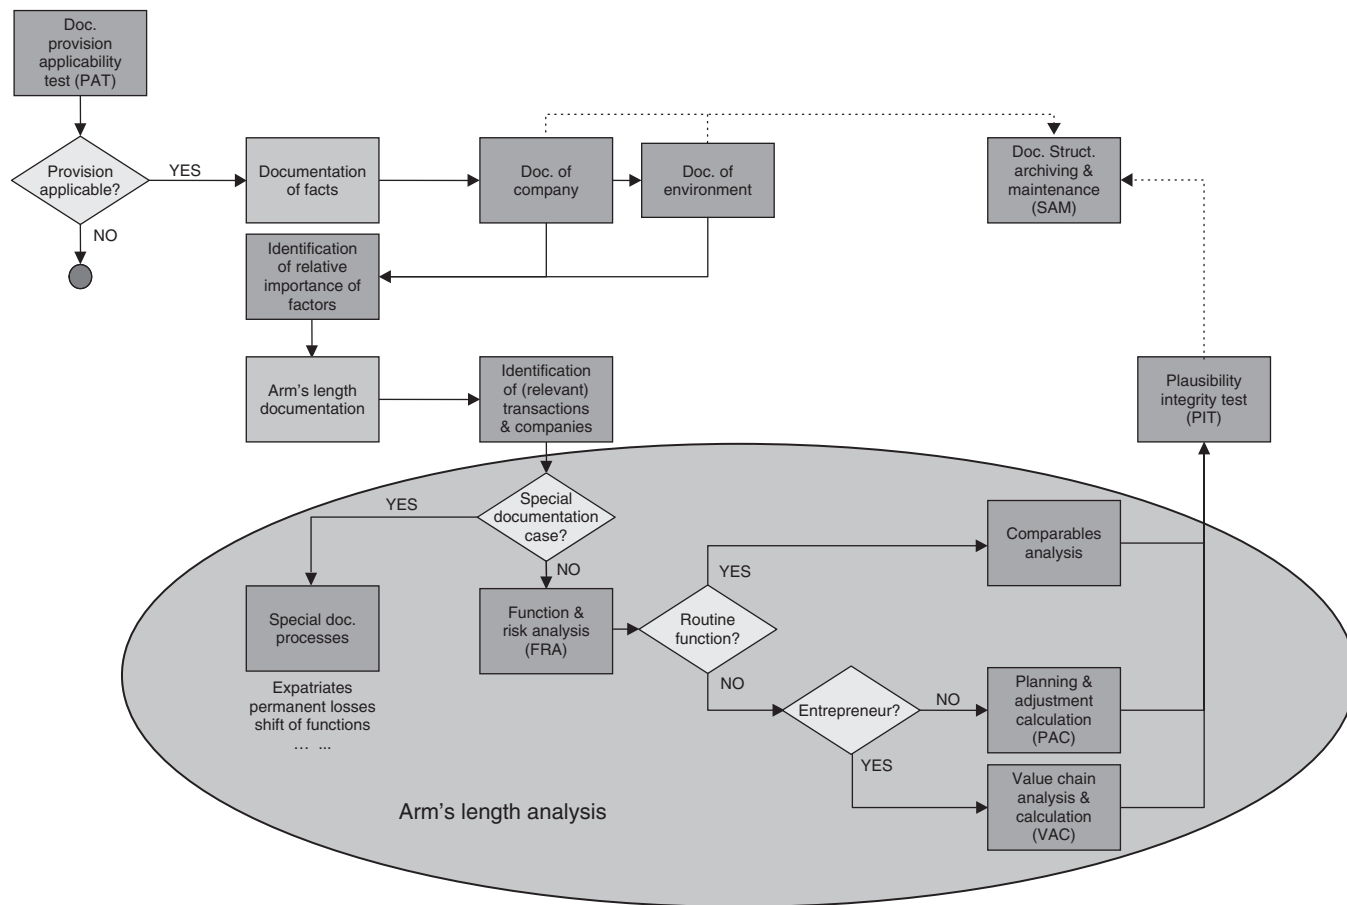 Doc.
provision
applicability
test (PAT)
Provision
applicable?
YES
NO
Documentation
of facts
Doc. of
company
Doc. of
environment
Doc. Struct.
archiving &
maintenance
(SAM)
Identification
of relative
importance of
factors
Arm's length
documentation
Identification
of (relevant)
transactions
& companies
Plausibility
integrity test
(PIT)
Special
documentation
case?
YES
NO
Special doc.
processes
Expatriates
permanent losses
shift of functions
… ...
Function &
risk analysis
(FRA)
Routine
function?
YES
NO
Comparables
analysis
Entrepreneur?
NO
YES
Planning &
adjustment
calculation
(PAC)
Value chain
analysis &
calculation
(VAC)
Arm's length analysis